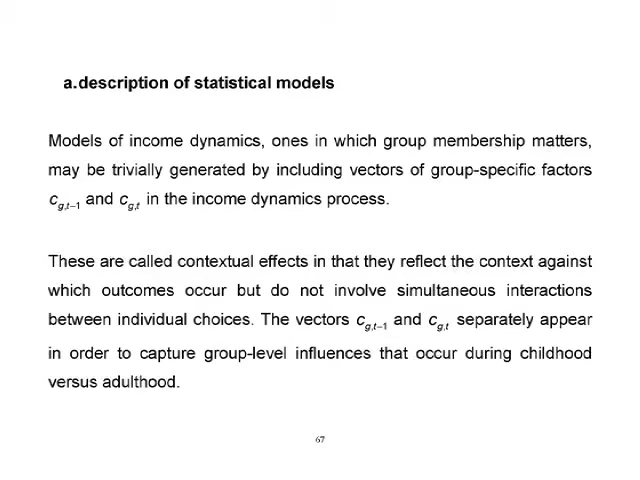 a.description of statistical models
Models of income dynamics, ones in which group membership matters,
may be trivially generated by including vectors of group-specific factors
c_{g,t−1} and c_{g,t} in the income dynamics process.
These are called contextual effects in that they reflect the context against
which outcomes occur but do not involve simultaneous interactions
between individual choices. The vectors c_{g,t−1} and c_{g,t} separately appear
in order to capture group-level influences that occur during childhood
versus adulthood.
67